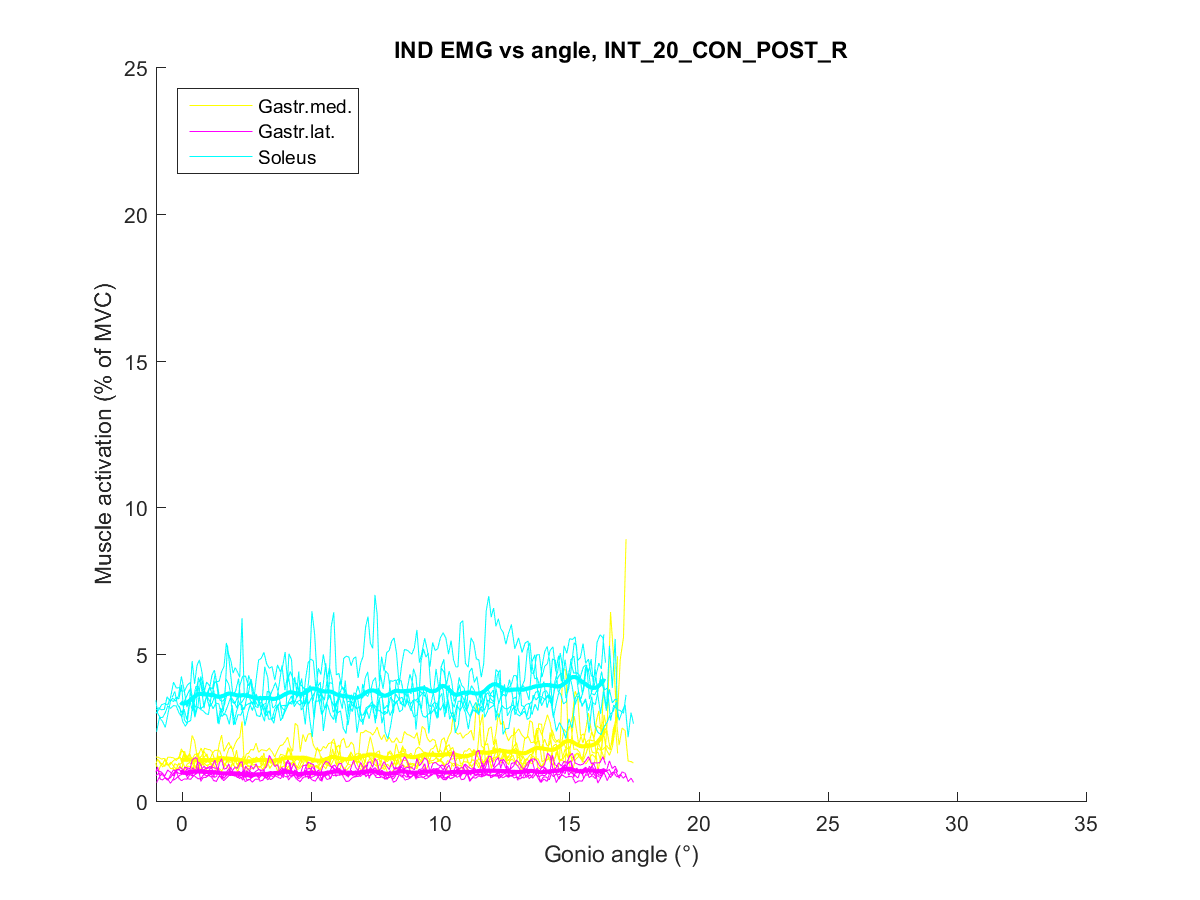 IND EMG vs angle, INT_20_CON_POST_R
25
20
15
10
5
0
Muscle activation (% of MVC)
Gastr.med.
Gastr.lat.
Soleus
0 5 10 15 20 25 30 35
Gonio angle (°)